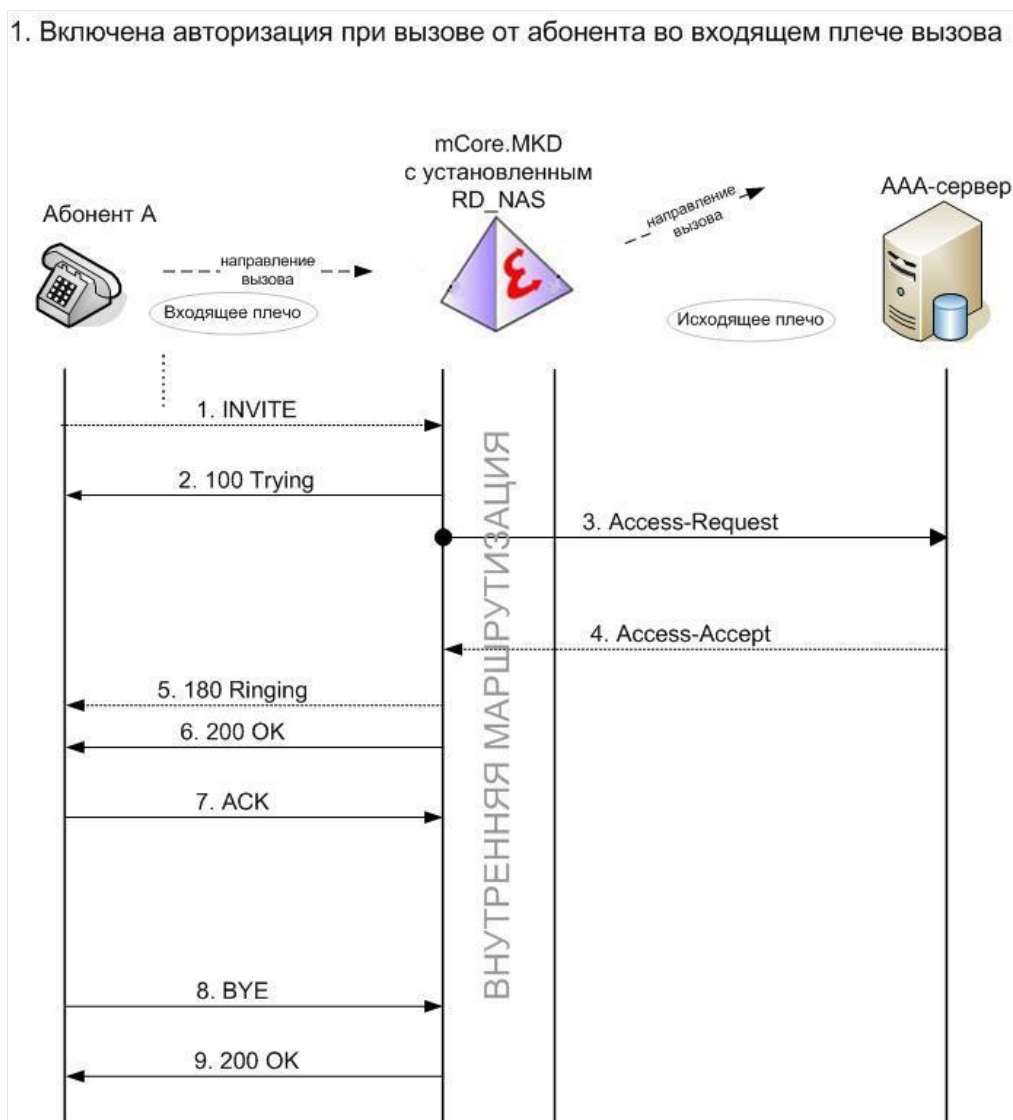 1. Включена авторизация при вызове от абонента во входящем плече вызова
mCore.MKD
с установленным
RD_NAS
Абонент А
направление
вызова
Входящее плечо
направление
вызова
Исходящее плечо
ААА-сервер
1. INVITE
2. 100 Trying
3. Access-Request
4. Access-Accept
5. 180 Ringing
6. 200 OK
7. ACK
8. BYE
9. 200 OK
ВНУТРЕННЯЯ МАРШРУТИЗАЦИЯ